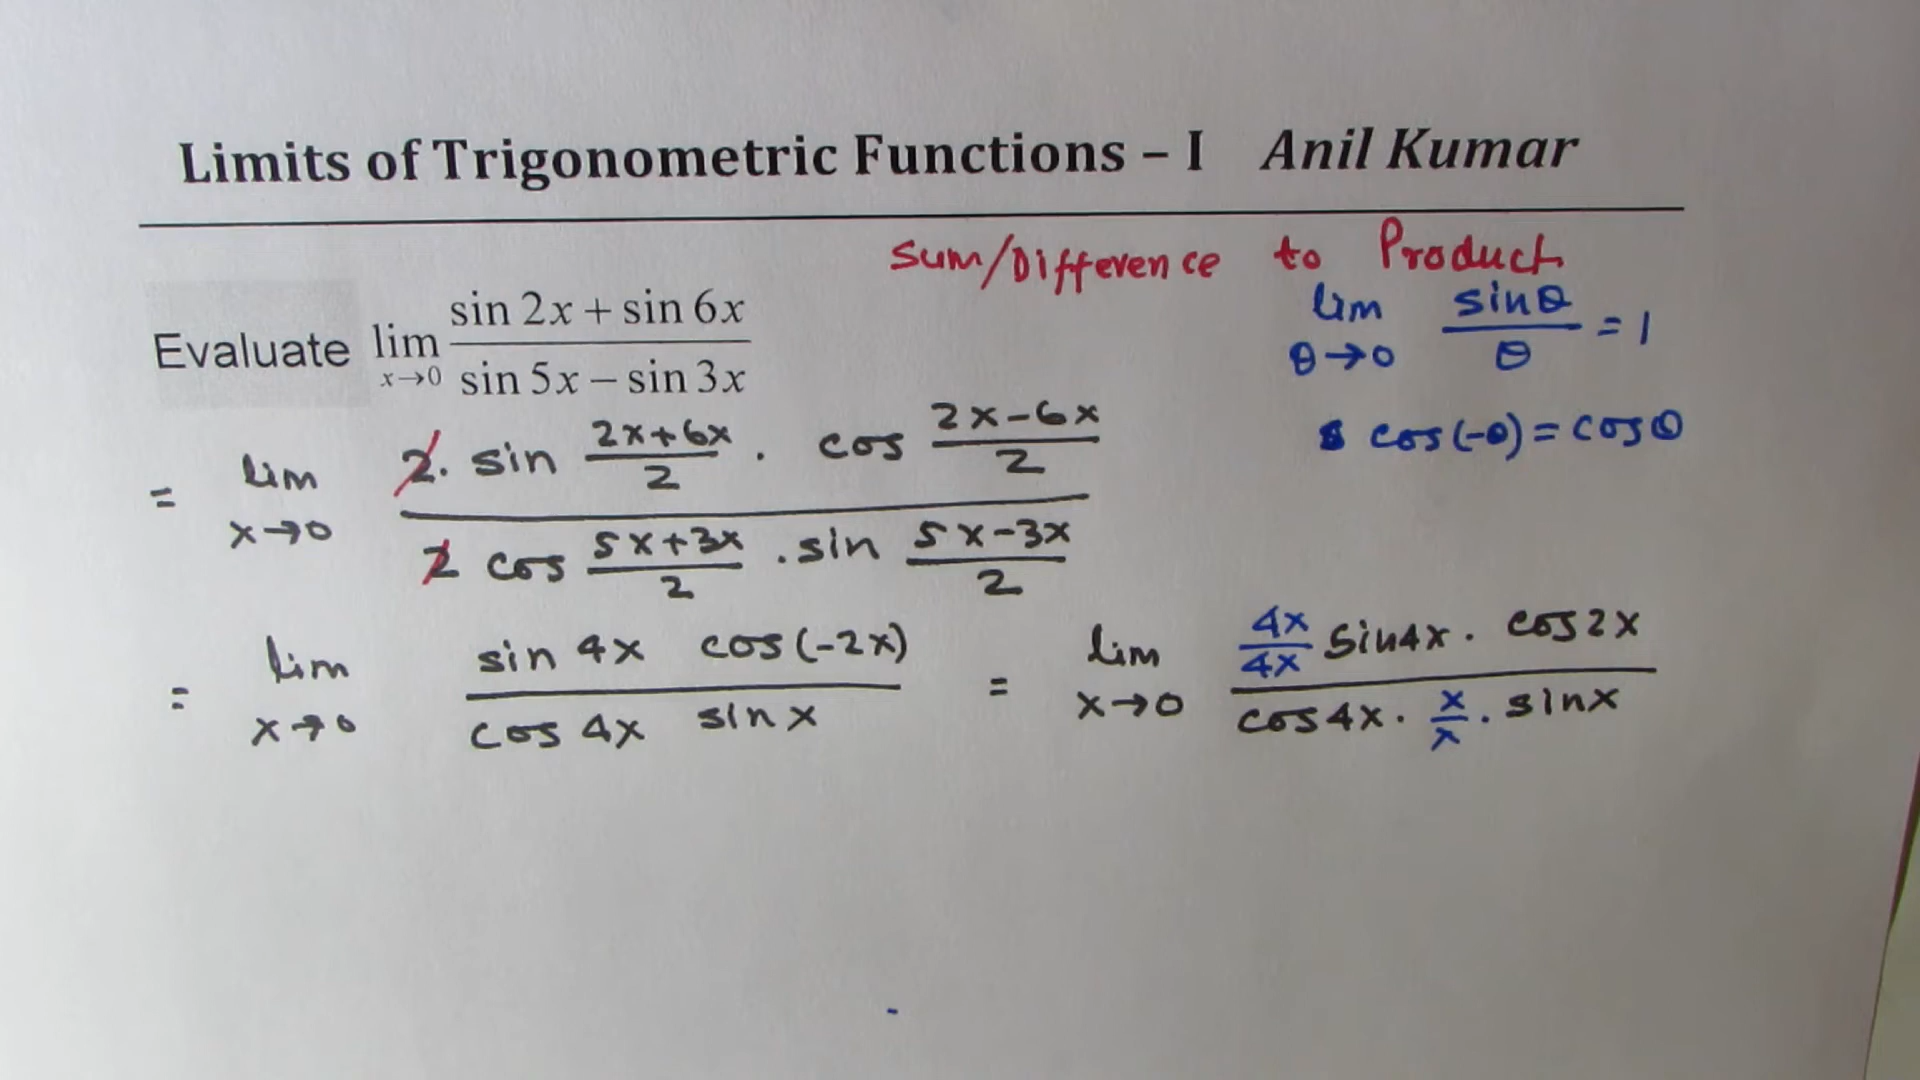 Limits of Trigonometric Functions – I Anil Kumar
Sum/Difference to Product
Evaluate lim x→0 (sin 2x + sin 6x)/(sin 5x – sin 3x)
lim θ→0 sinθ/θ = 1
cos(-θ) = cosθ
= lim x→0 (2. sin (2x+6x)/2 . cos (2x-6x)/2)/(2 cos (5x+3x)/2 . sin (5x-3x)/2)
= lim x→0 (sin 4x cos(-2x))/(cos 4x sin x) = lim x→0 (4x/4x sin4x . cos2x)/(cos4x . x/x . sinx)